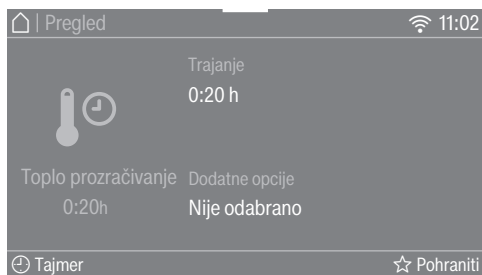 | Pregled
11:02
Trajanje
0:20 h
Toplo prozračivanje
0:20h
Dodatne opcije
Nije odabrano
Tajmer
Pohraniti